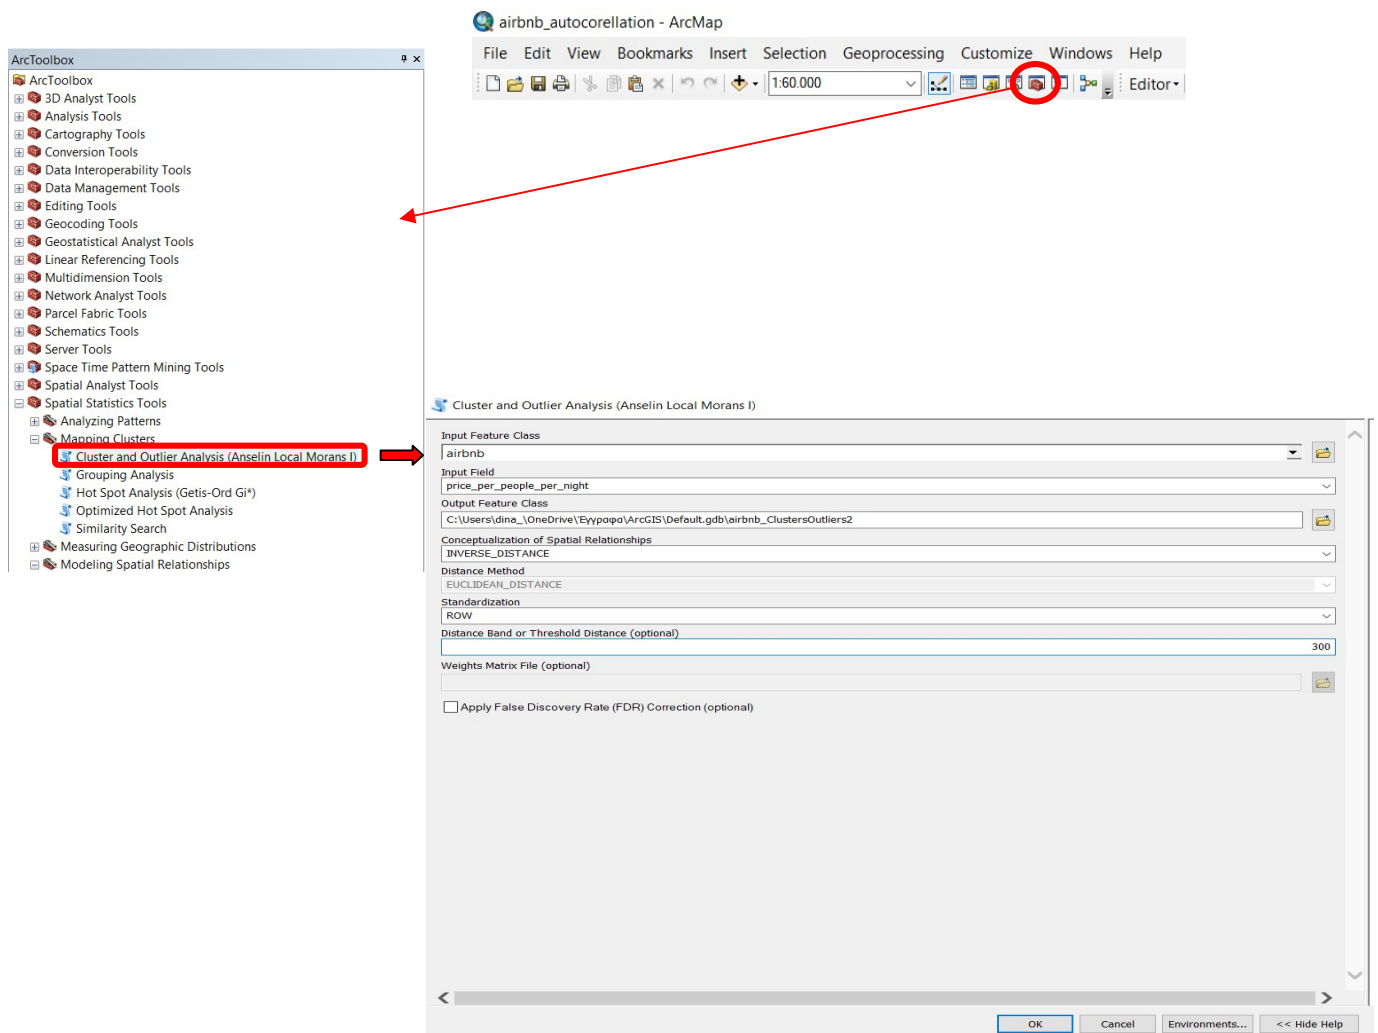 airbnb_autocorellation - ArcMap
File Edit View Bookmarks Insert Selection Geoprocessing Customize Windows Help
1:60.000
Editor
ArcToolbox
ArcToolbox
3D Analyst Tools
Analysis Tools
Cartography Tools
Conversion Tools
Data Interoperability Tools
Data Management Tools
Editing Tools
Geocoding Tools
Geostatistical Analyst Tools
Linear Referencing Tools
Multidimension Tools
Network Analyst Tools
Parcel Fabric Tools
Schematics Tools
Server Tools
Space Time Pattern Mining Tools
Spatial Analyst Tools
Spatial Statistics Tools
Analyzing Patterns
Mapping Clusters
Cluster and Outlier Analysis (Anselin Local Morans I)
Grouping Analysis
Hot Spot Analysis (Getis-Ord Gi*)
Optimized Hot Spot Analysis
Similarity Search
Measuring Geographic Distributions
Modeling Spatial Relationships
Cluster and Outlier Analysis (Anselin Local Morans I)
Input Feature Class
airbnb
Input Field
price_per_people_per_night
Output Feature Class
C:\Users\dina_\OneDrive\Έγγραφα\ArcGIS\Default.gdb\airbnb_ClustersOutliers2
Conceptualization of Spatial Relationships
INVERSE_DISTANCE
Distance Method
EUCLIDEAN_DISTANCE
Standardization
ROW
Distance Band or Threshold Distance (optional)
300
Weights Matrix File (optional)
Apply False Discovery Rate (FDR) Correction (optional)
OK Cancel Environments... << Hide Help